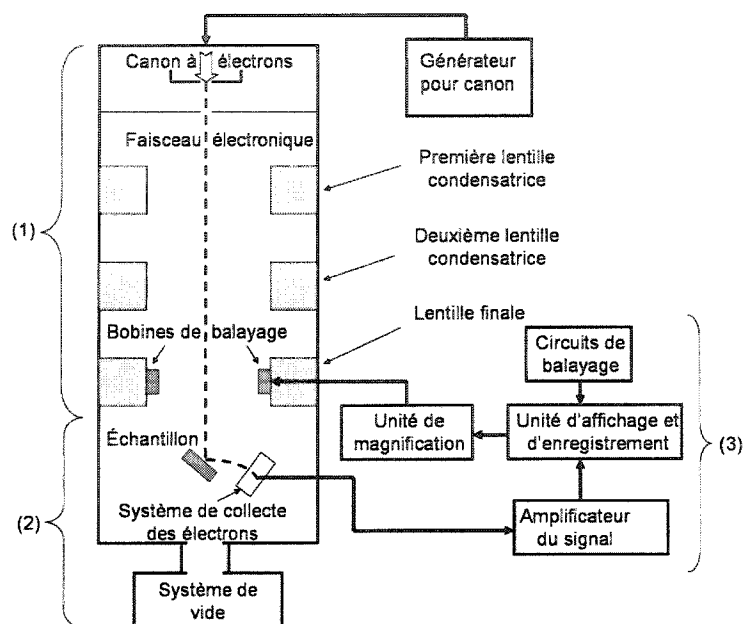 Canon à électrons
Générateur
pour canon
Faisceau électronique
Première lentille
condensatrice
(1)
Deuxième lentille
condensatrice
Bobines de balayage
Lentille finale
Circuits de
balayage
Unité de
magnification
Unité d'affichage et
d'enregistrement
(3)
Échantillon
(2)
Système de collecte
des électrons
Amplificateur
du signal
Système de
vide